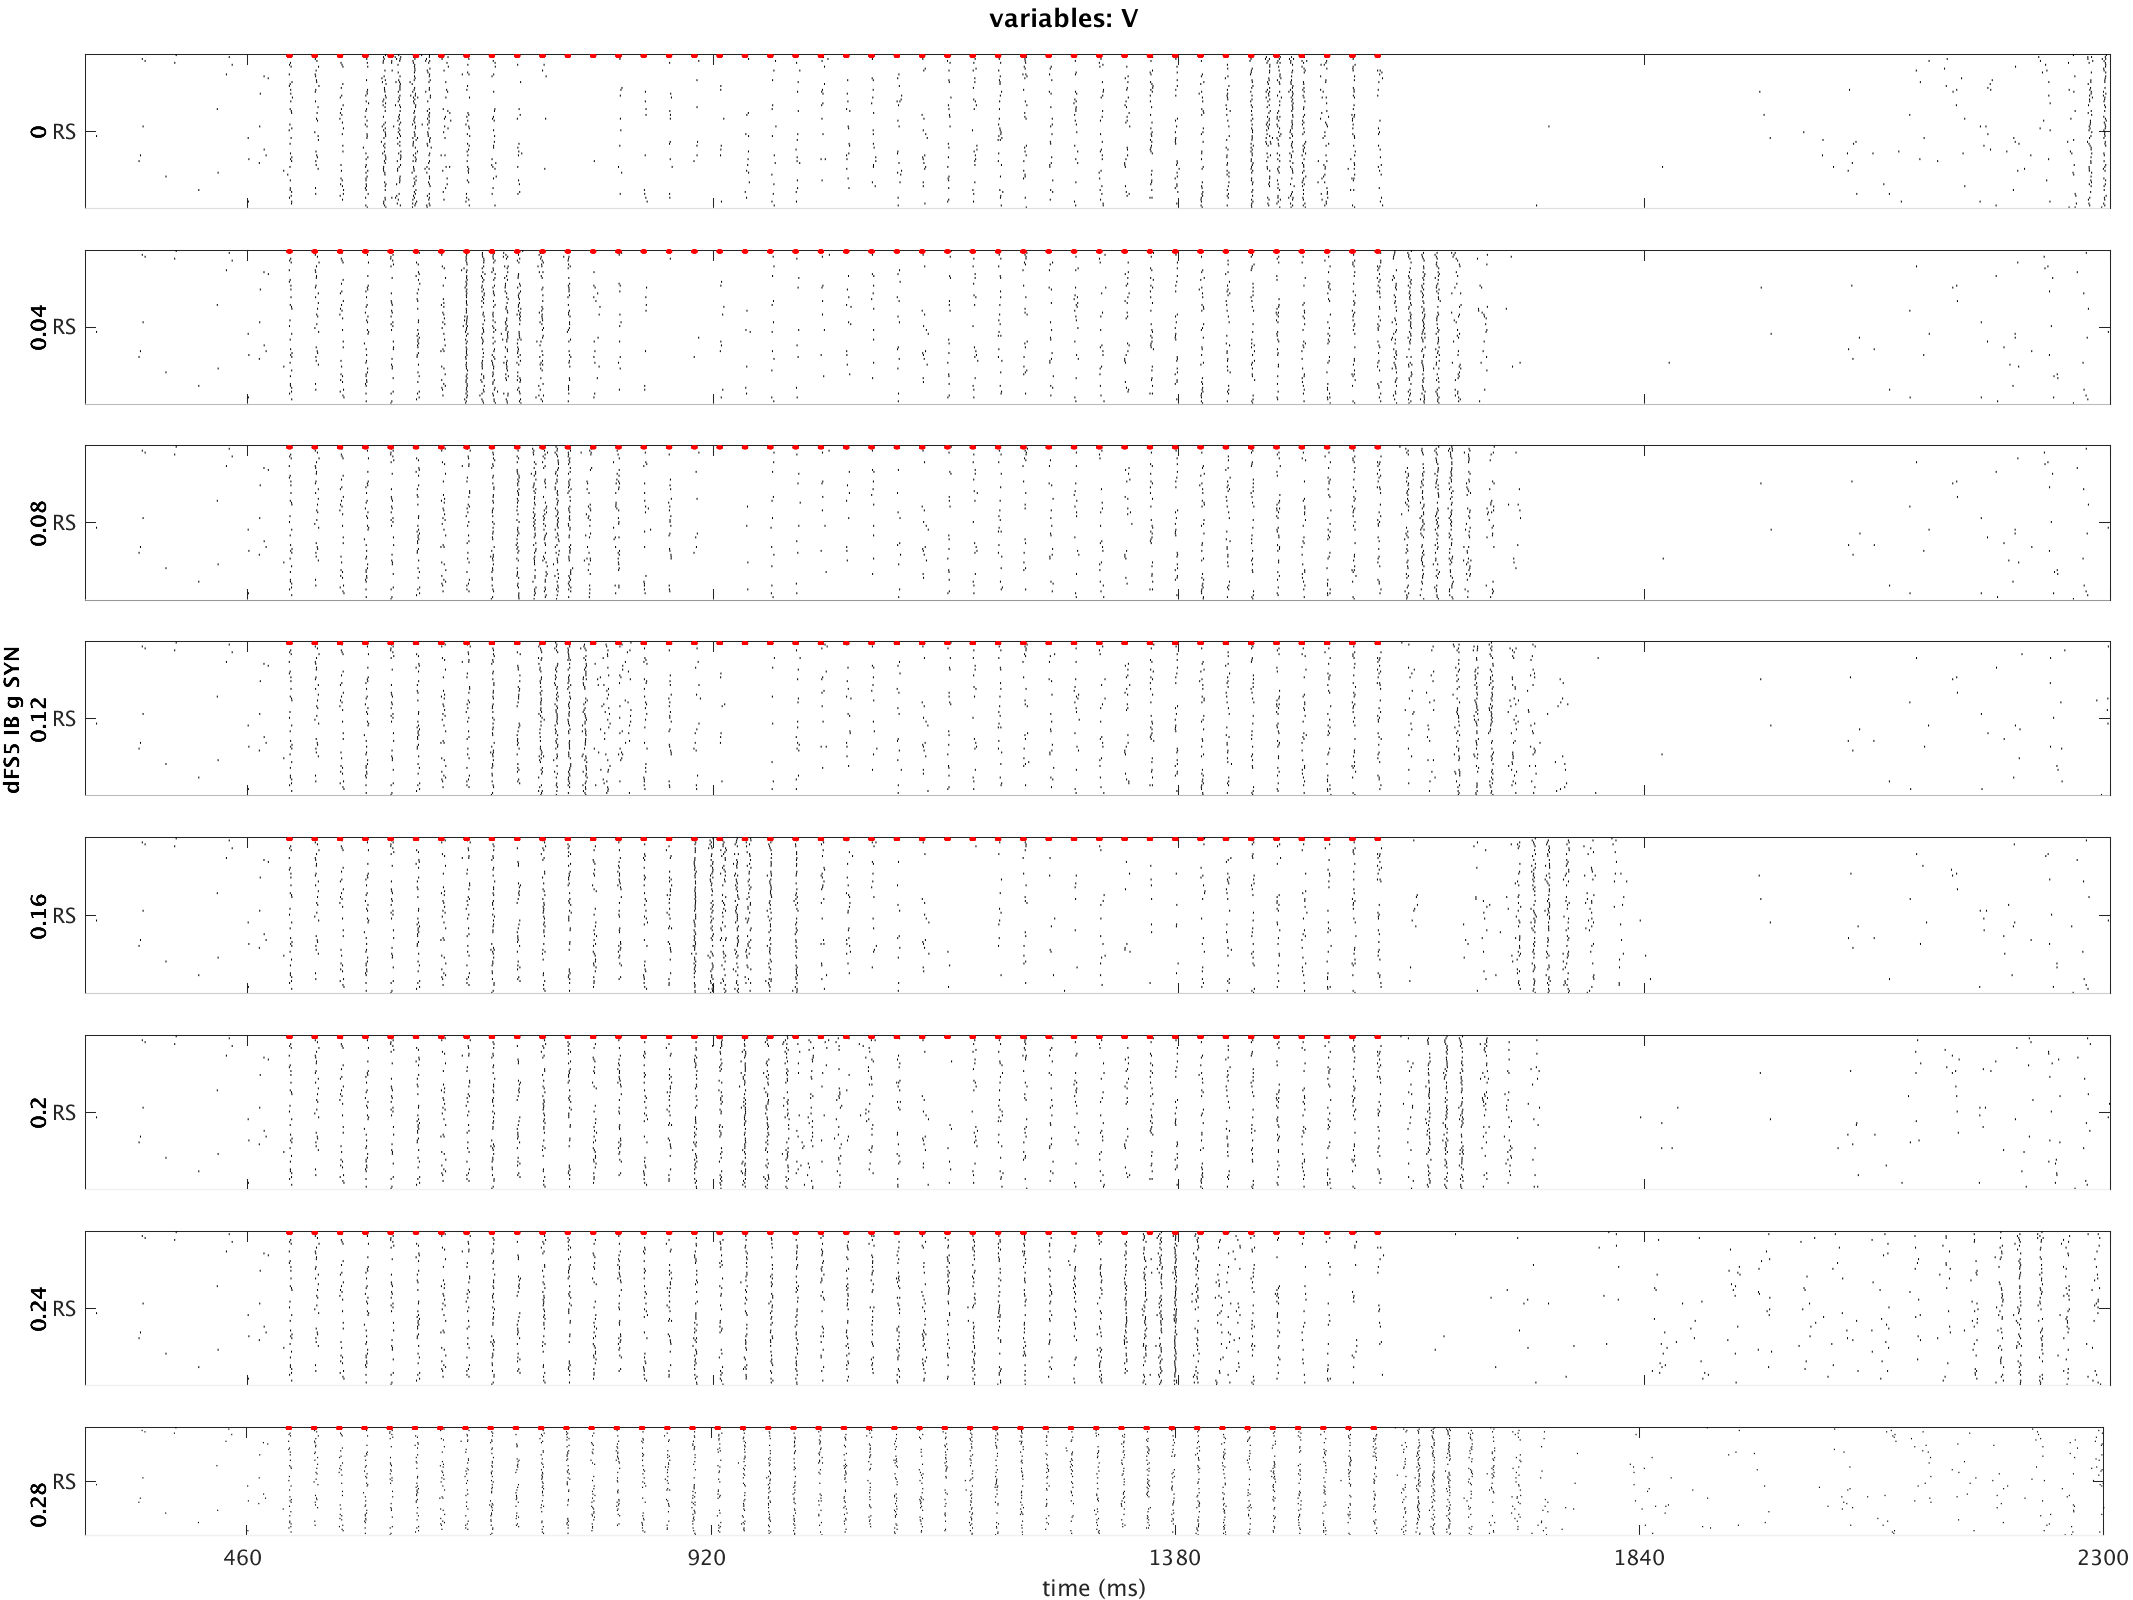 variables: V
dFS5 IB g SYN
0 RS
0.04 RS
0.08 RS
0.12 RS
0.16 RS
0.2 RS
0.24 RS
0.28 RS
460 920 1380 1840 2300
time (ms)